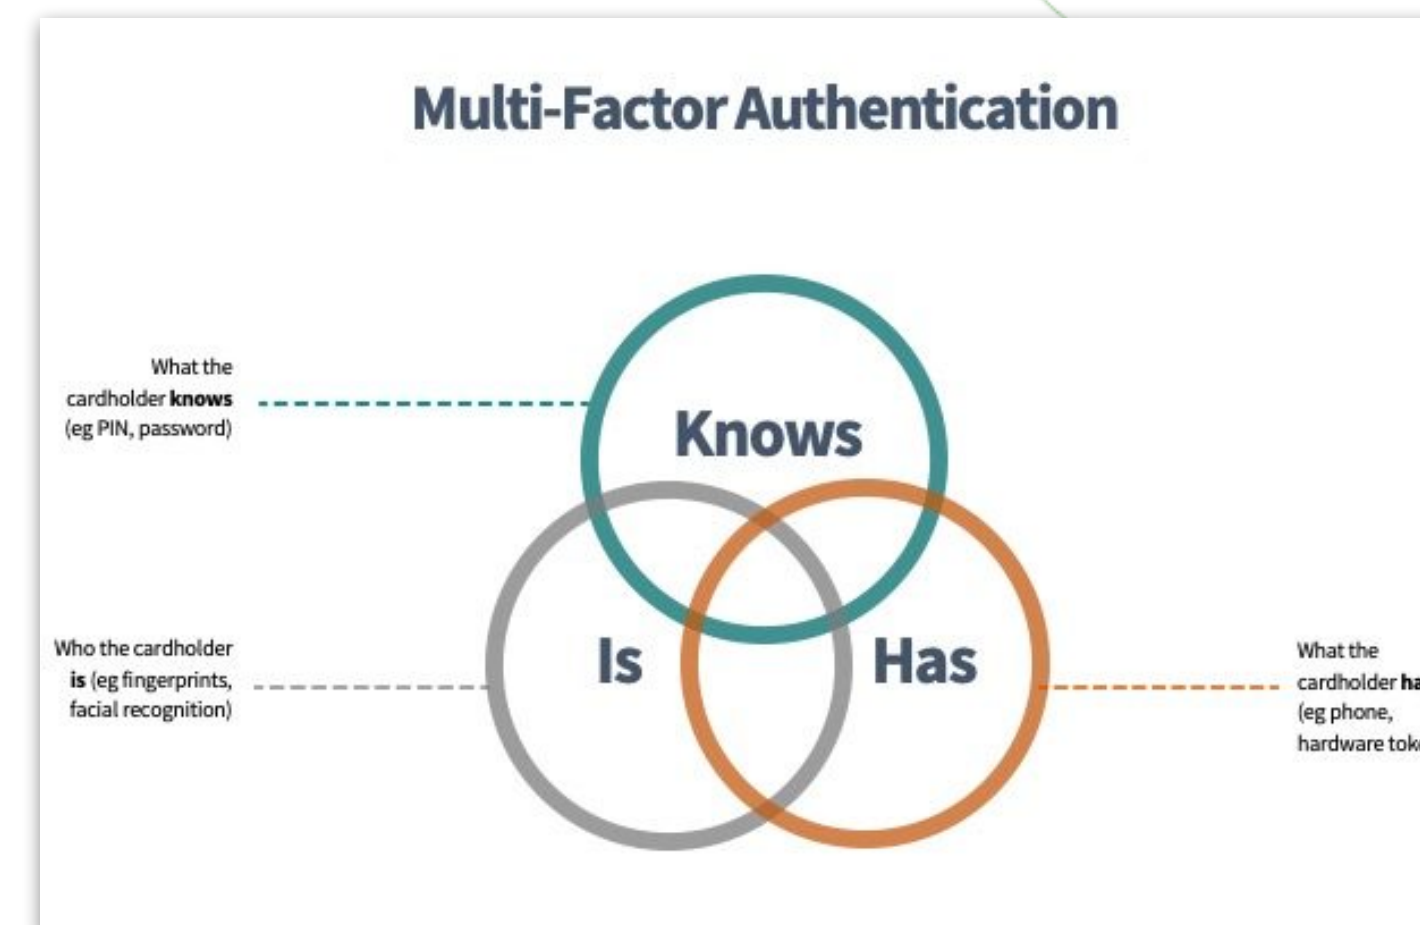 Multi-Factor Authentication
What the
cardholder knows
(eg PIN, password)
Knows
Is
Has
Who the cardholder
is (eg fingerprints,
facial recognition)
What the
cardholder
(eg phone,
hardware